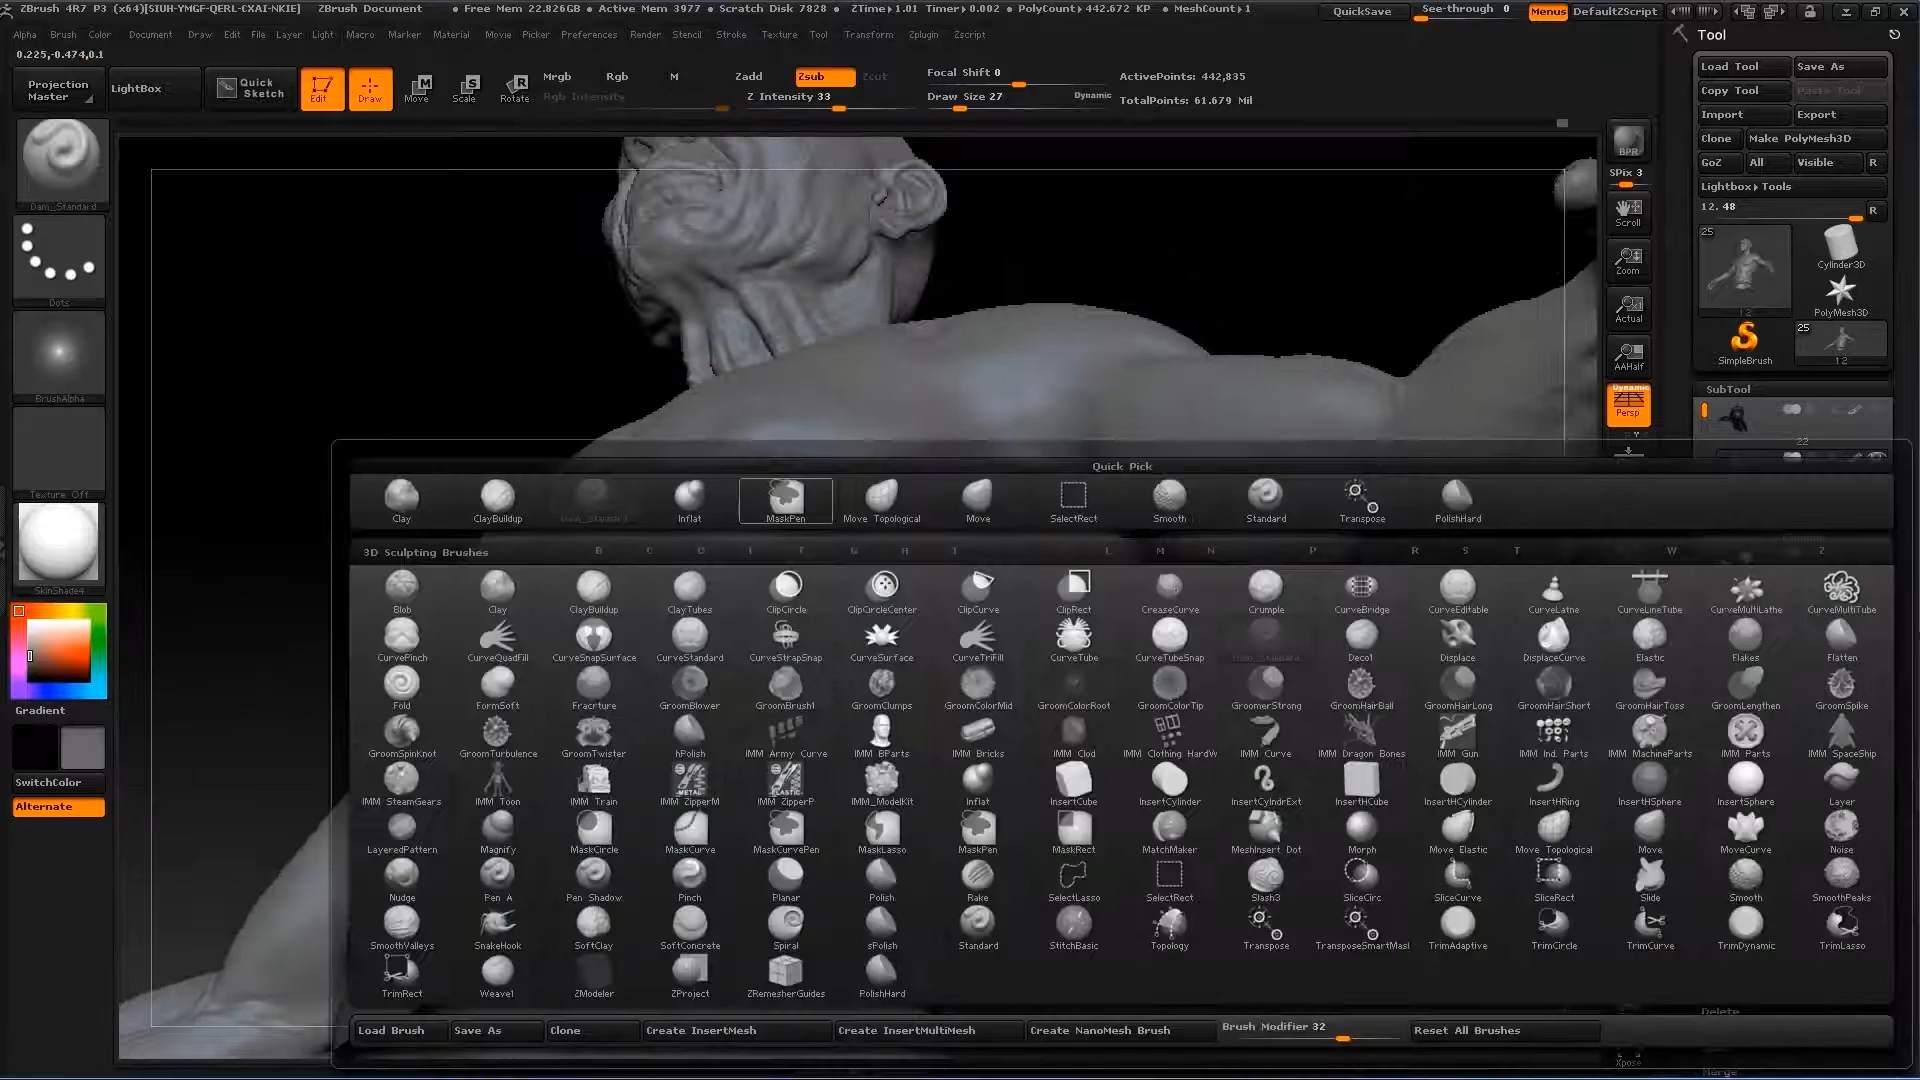 ZBrush 4R7 P3 (x64)[SIUH-YMGF-QERL-CXAI-NKIE] ZBrush Document • Free Mem 22.826GB • Active Mem 3977 • Scratch Disk 7828 • ZTime▸1.01 Timer▸0.002 • PolyCount▸442.672 KP • MeshCount▸1 QuickSave See-through 0 Menus DefaultZScript
Alpha Brush Color Document Draw Edit File Layer Light Macro Marker Material Movie Picker Preferences Render Stencil Stroke Texture Tool Transform Zplugin Zscript
Tool
0.225,-0.474,0.1
Projection Master
LightBox
Quick Sketch
Edit Draw Move Scale Rotate
Mrgb Rgb M Zadd Zsub Zcut
Rgb Intensity Z Intensity 33
Focal Shift 0
Draw Size 27 Dynamic
ActivePoints: 442,835
TotalPoints: 61.679 Mil
Load Tool Save As
Copy Tool Paste Tool
Import Export
Clone Make PolyMesh3D
GoZ All Visible R
Lightbox▸Tools
12. 48 R
25
Cylinder3D
PolyMesh3D
12
SimpleBrush
25
12
SubTool
22
Dam_Standard
Dots
BrushAlpha
Texture Off
SkinShade4
Gradient
SwitchColor
Alternate
BPR
SPix 3
Scroll
Zoom
Actual
AAHalf
Dynamic
Persp
Quick Pick
Clay ClayBuildup Dam_Standard Inflat MaskPen Move Topological Move SelectRect Smooth Standard Transpose PolishHard
3D Sculpting Brushes B C D E F G H I L M N P R S T W Z
Blob Clay ClayBuildup ClayTubes ClipCircle ClipCircleCenter ClipCurve ClipRect CreaseCurve Crumple CurveBridge CurveEditable CurveLathe CurveLineTube CurveMultiLathe CurveMultiTube
CurvePinch CurveQuadFill CurveSnapSurface CurveStandard CurveStrapSnap CurveSurface CurveTriFill CurveTube CurveTubeSnap Dam_Standard Deco1 Displace DisplaceCurve Elastic Flakes Flatten
Fold FormSoft Fracrture GroomBlower GroomBrush1 GroomClumps GroomColorMid GroomColorRoot GroomColorTip GroomerStrong GroomHairBall GroomHairLong GroomHairShort GroomHairToss GroomLengthen GroomSpike
GroomSpinKnot GroomTurbulence GroomTwister hPolish IMM Army Curve IMM BParts IMM Bricks IMM Clod IMM Clothing HardW IMM Curve IMM Dragon Bones IMM Gun IMM Ind. Parts IMM MachineParts IMM Parts IMM SpaceShip
IMM SteamGears IMM Toon IMM Train IMM ZipperM IMM ZipperP IMM_ModelKit Inflat InsertCube InsertCylinder InsertCylndrExt InsertHCube InsertHCylinder InsertHRing InsertHSphere InsertSphere Layer
LayeredPattern Magnify MaskCircle MaskCurve MaskCurvePen MaskLasso MaskPen MaskRect MatchMaker MeshInsert Dot Morph Move Elastic Move Topological Move MoveCurve Noise
Nudge Pen A Pen Shadow Pinch Planar Polish Rake SelectLasso SelectRect Slash3 SliceCirc SliceCurve SliceRect Slide Smooth SmoothPeaks
SmoothValleys SnakeHook SoftClay SoftConcrete Spiral sPolish Standard StitchBasic Topology Transpose TransposeSmartMasl TrimAdaptive TrimCircle TrimCurve TrimDynamic TrimLasso
TrimRect Weave1 ZModeler ZProject ZRemesherGuides PolishHard
Load Brush Save As Clone Create InsertMesh Create InsertMultiMesh Create NanoMesh Brush Brush Modifier 32 Reset All Brushes
Delete
Xpose
Merge